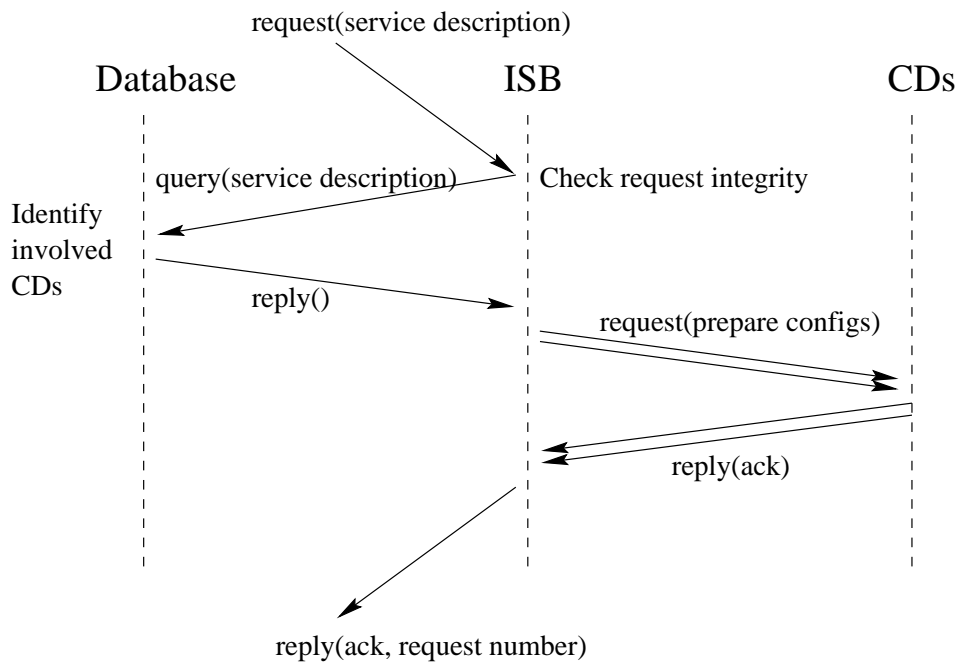 request(service description)
Database
ISB
CDs
query(service description)
Check request integrity
Identify
involved
CDs
reply()
request(prepare configs)
reply(ack)
reply(ack, request number)